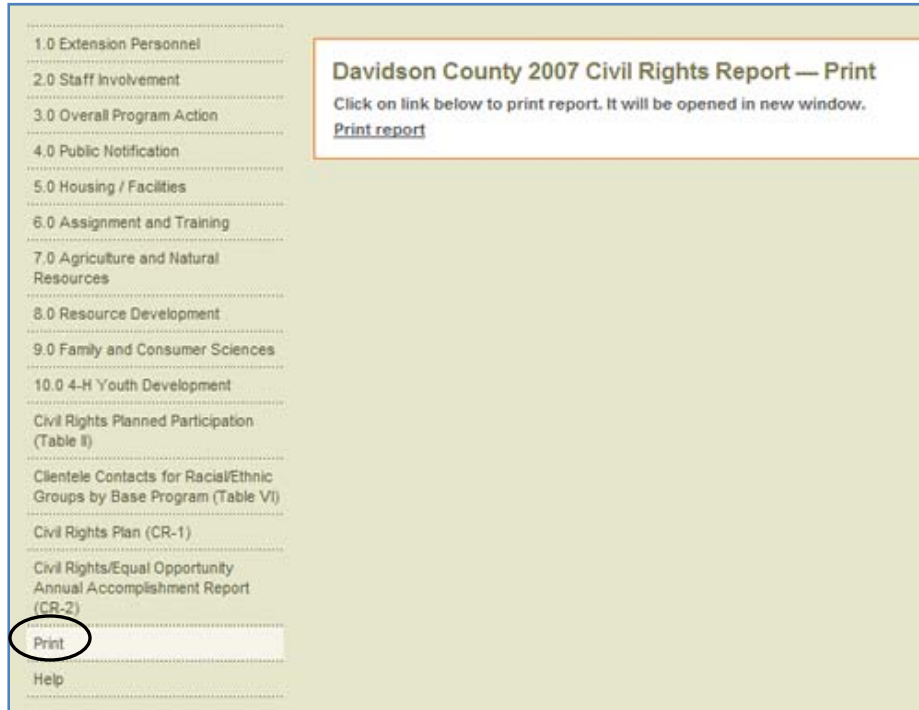 1.0 Extension Personnel
2.0 Staff Involvement
3.0 Overall Program Action
4.0 Public Notification
5.0 Housing / Facilities
6.0 Assignment and Training
7.0 Agriculture and Natural
Resources
8.0 Resource Development
9.0 Family and Consumer Sciences
10.0 4-H Youth Development
Civil Rights Planned Participation
(Table II)
Clientele Contacts for Racial/Ethnic
Groups by Base Program (Table VI)
Civil Rights Plan (CR-1)
Civil Rights/Equal Opportunity
Annual Accomplishment Report
(CR-2)
Print
Help
Davidson County 2007 Civil Rights Report — Print
Click on link below to print report. It will be opened in new window.
Print report